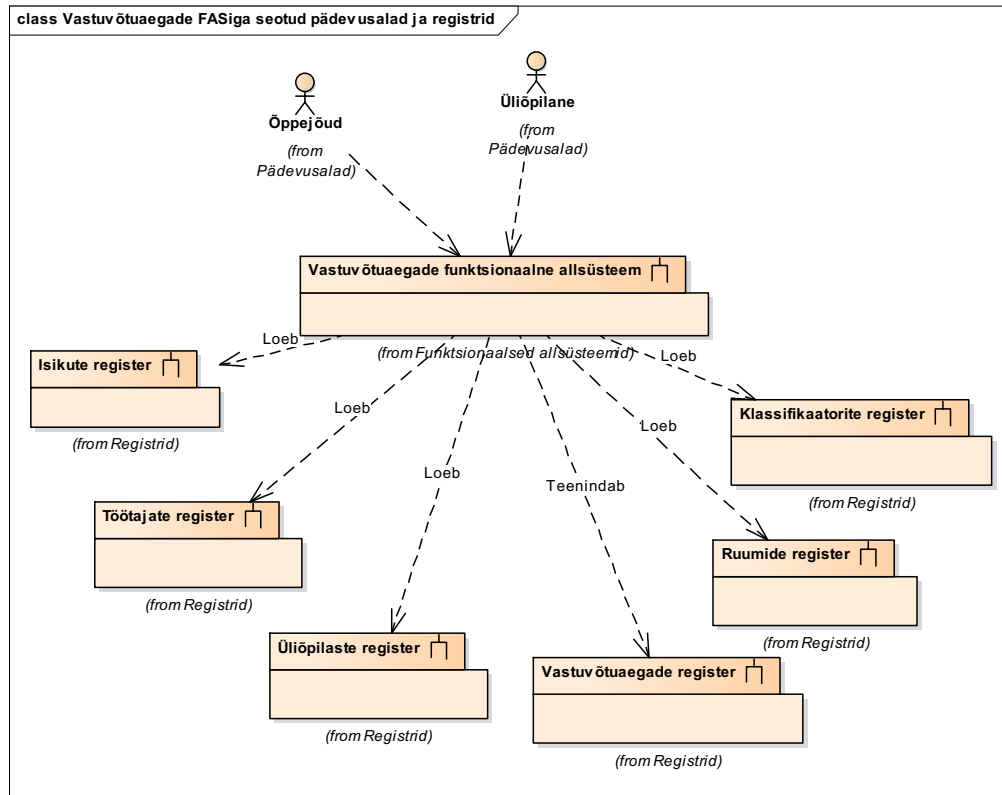 class Vastuvõtuaegade FASiga seotud pädevusalad ja registrid
Õppejõud
(from
Pädevusalad)
Üliõpilane
(from
Pädevusalad)
Vastuvõtuaegade funktsionaalne allsüsteem
(from Funktsionaalsed allsüsteemid)
Loeb
Isikute register
(from Registrid)
Loeb
Klassifikaatorite register
(from Registrid)
Loeb
Töötajate register
(from Registrid)
Loeb
Ruumide register
(from Registrid)
Loeb
Üliõpilaste register
(from Registrid)
Teenindab
Vastuvõtuaegade register
(from Registrid)